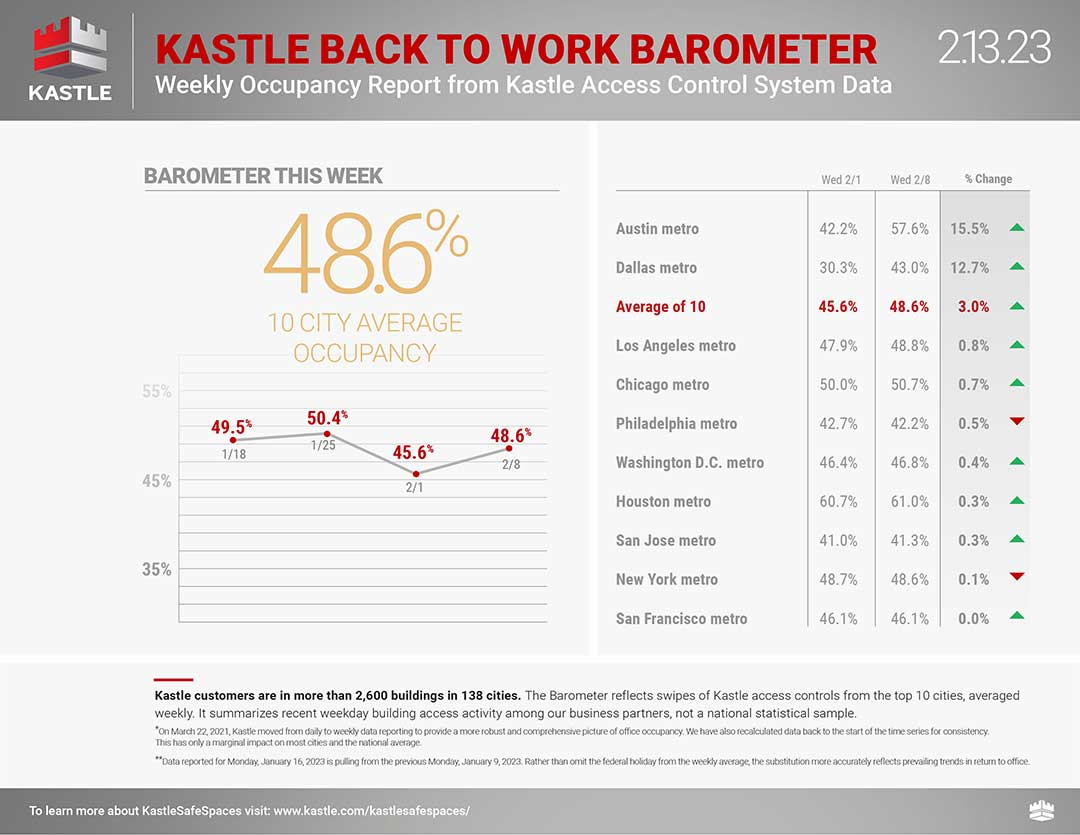 KASTLE
KASTLE BACK TO WORK BAROMETER
Weekly Occupancy Report from Kastle Access Control System Data
2.13.23
BAROMETER THIS WEEK
48.6%
10 CITY AVERAGE
OCCUPANCY
55%
45%
35%
49.5%
1/18
50.4%
1/25
45.6%
2/1
48.6%
2/8
Wed 2/1 Wed 2/8 % Change
Austin metro 42.2% 57.6% 15.5%
Dallas metro 30.3% 43.0% 12.7%
Average of 10 45.6% 48.6% 3.0%
Los Angeles metro 47.9% 48.8% 0.8%
Chicago metro 50.0% 50.7% 0.7%
Philadelphia metro 42.7% 42.2% 0.5%
Washington D.C. metro 46.4% 46.8% 0.4%
Houston metro 60.7% 61.0% 0.3%
San Jose metro 41.0% 41.3% 0.3%
New York metro 48.7% 48.6% 0.1%
San Francisco metro 46.1% 46.1% 0.0%
Kastle customers are in more than 2,600 buildings in 138 cities. The Barometer reflects swipes of Kastle access controls from the top 10 cities, averaged
weekly. It summarizes recent weekday building access activity among our business partners, not a national statistical sample.
*On March 22, 2021, Kastle moved from daily to weekly data reporting to provide a more robust and comprehensive picture of office occupancy. We have also recalculated data back to the start of the time series for consistency.
This has only a marginal impact on most cities and the national average.
**Data reported for Monday, January 16, 2023 is pulling from the previous Monday, January 9, 2023. Rather than omit the federal holiday from the weekly average, the substitution more accurately reflects prevailing trends in return to office.
To learn more about KastleSafeSpaces visit: www.kastle.com/kastlesafespaces/